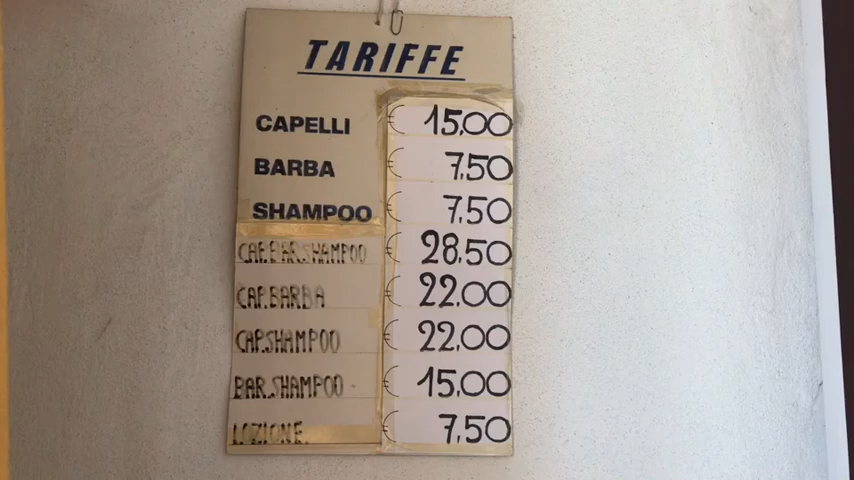 TARIFFE
CAPELLI € 15,00
BARBA € 7,50
SHAMPOO € 7,50
CAP.BAR.SHAMPOO € 28,50
CAP.BARBA € 22,00
CAP.SHAMPOO € 22,00
BAR.SHAMPOO € 15,00
LOZIONE € 7,50